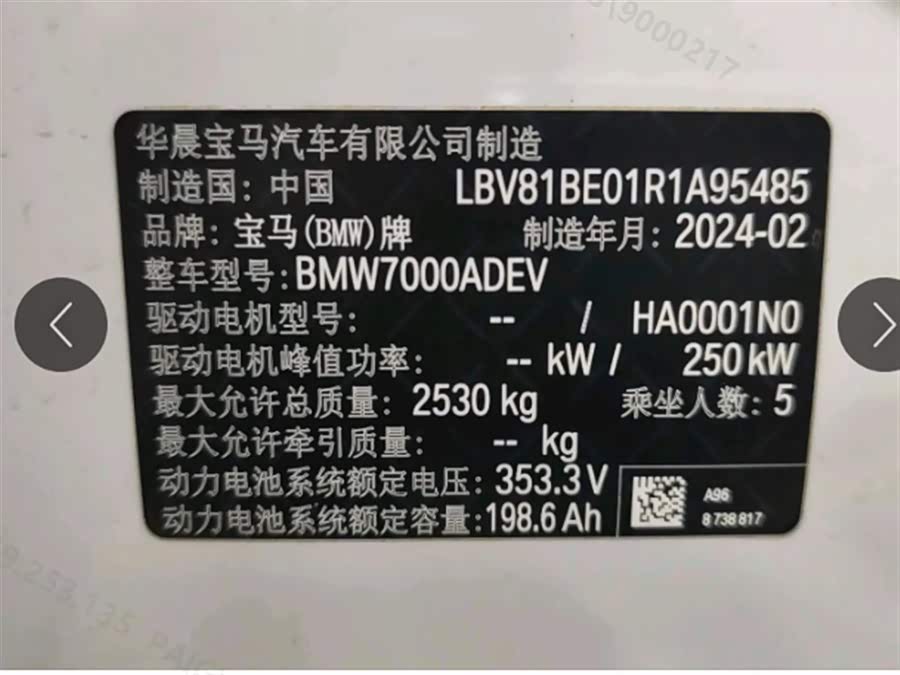 \9000217
华晨宝马汽车有限公司制造
制造国：中国 LBV81BE01R1A95485
品牌：宝马(BMW)牌 制造年月：2024-02
整车型号：BMW7000ADEV
驱动电机型号： -- / HA0001N0
驱动电机峰值功率： -- kW / 250 kW
最大允许总质量： 2530 kg 乘坐人数：5
最大允许牵引质量： -- kg
动力电池系统额定电压：353.3 V
动力电池系统额定容量：198.6 Ah
A96
8 738 817
9.253.135